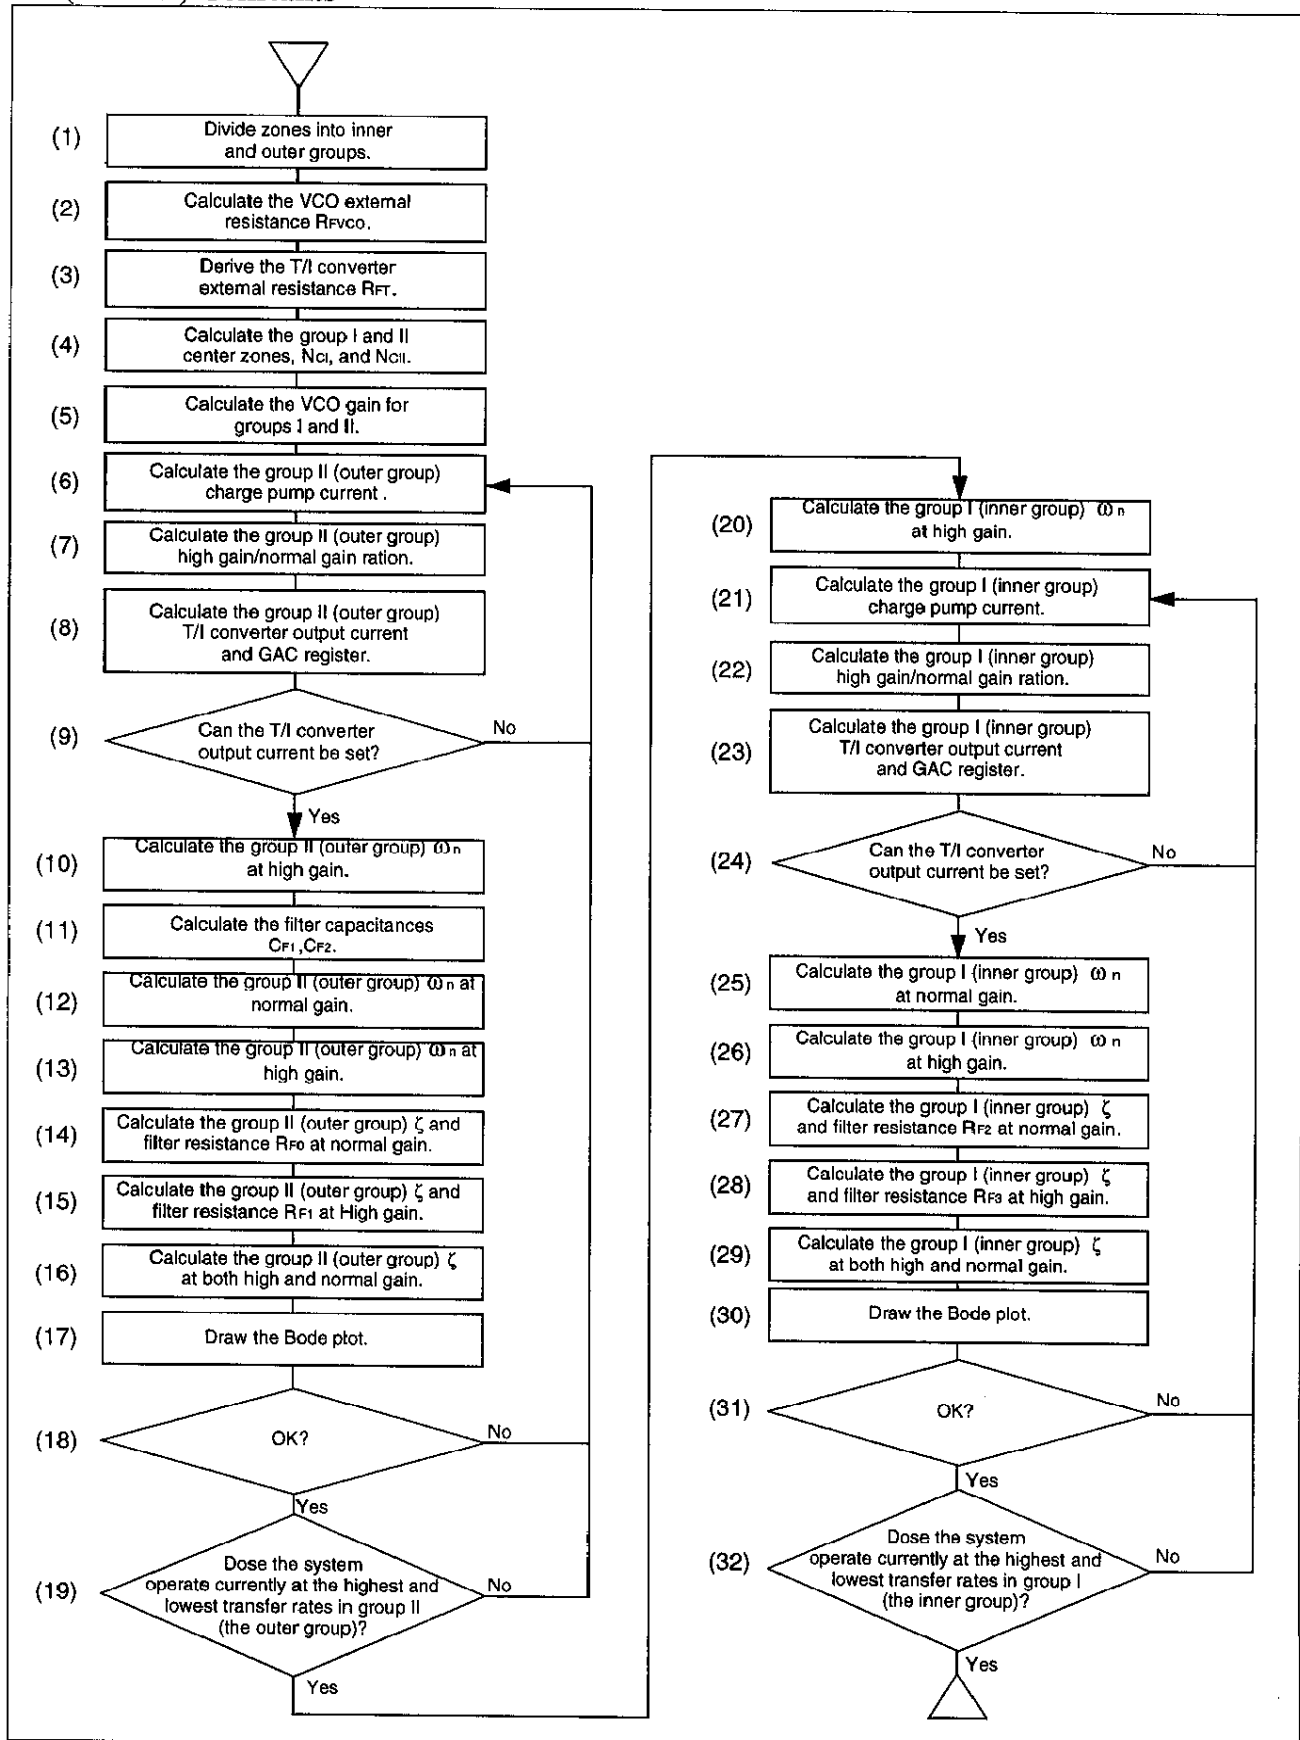 (1)
Divide zones into inner
and outer groups.
(2)
Calculate the VCO external
resistance RFVCO.
(3)
Derive the T/I converter
external resistance RFT.
(4)
Calculate the group I and II
center zones, NCI, and NCII.
(5)
Calculate the VCO gain for
groups I and II.
(6)
Calculate the group II (outer group)
charge pump current .
(7)
Calculate the group II (outer group)
high gain/normal gain ration.
(8)
Calculate the group II (outer group)
T/I converter output current
and GAC register.
(9)
Can the T/I converter
output current be set?
No
Yes
(10)
Calculate the group II (outer group) ωn
at high gain.
(11)
Calculate the filter capacitances
CF1,CF2.
(12)
Calculate the group II (outer group) ωn at
normal gain.
(13)
Calculate the group II (outer group) ωn at
high gain.
(14)
Calculate the group II (outer group) ζ and
filter resistance RF0 at normal gain.
(15)
Calculate the group II (outer group) ζ and
filter resistance RF1 at High gain.
(16)
Calculate the group II (outer group) ζ
at both high and normal gain.
(17)
Draw the Bode plot.
(18)
OK?
No
Yes
(19)
Dose the system
operate currently at the highest and
lowest transfer rates in group II
(the outer group)?
No
Yes
(20)
Calculate the group I (inner group) ωn
at high gain.
(21)
Calculate the group I (inner group)
charge pump current.
(22)
Calculate the group I (inner group)
high gain/normal gain ration.
(23)
Calculate the group I (inner group)
T/I converter output current
and GAC register.
(24)
Can the T/I converter
output current be set?
No
Yes
(25)
Calculate the group I (inner group) ωn
at normal gain.
(26)
Calculate the group I (inner group) ωn
at high gain.
(27)
Calculate the group I (inner group) ζ
and filter resistance RF2 at normal gain.
(28)
Calculate the group I (inner group) ζ
and filter resistance RF3 at high gain.
(29)
Calculate the group I (inner group) ζ
at both high and normal gain.
(30)
Draw the Bode plot.
(31)
OK?
No
Yes
(32)
Dose the system
operate currently at the highest and
lowest transfer rates in group I
(the inner group)?
No
Yes